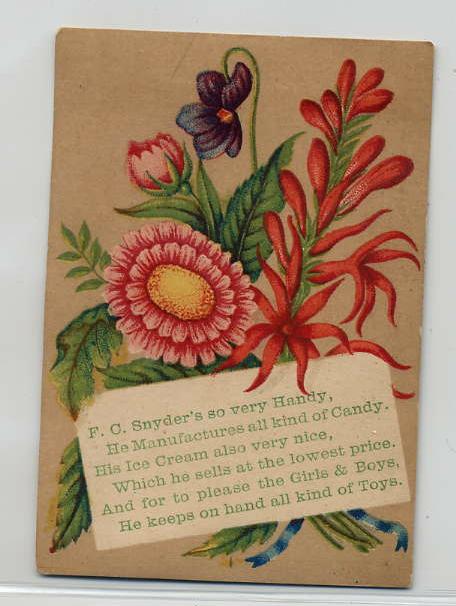 F. C. Snyder's so very Handy,
He Manufactures all kind of Candy.
His Ice Cream also very nice,
Which he sells at the lowest price.
And for to please the Girls & Boys,
He keeps on hand all kind of Toys.